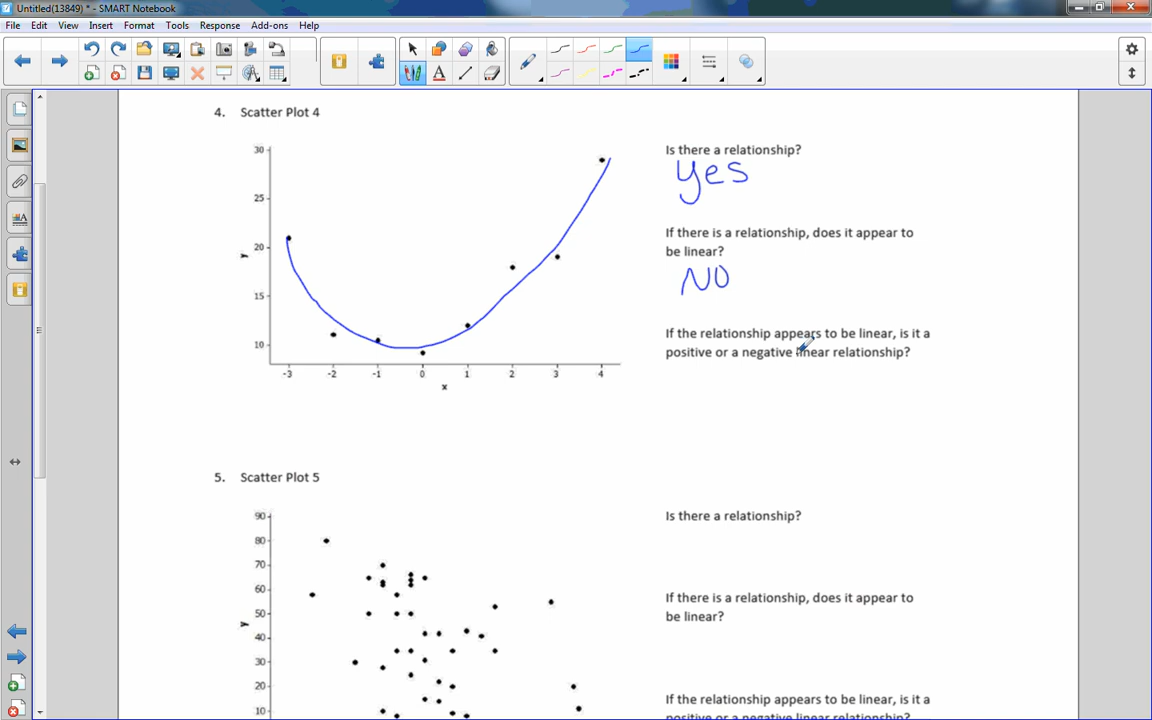 Untitled(13849) * - SMART Notebook
File Edit View Insert Format Tools Response Add-ons Help
4. Scatter Plot 4
30
25
20
15
10
y
-3 -2 -1 0 1 2 3 4
x
Is there a relationship?
yes
If there is a relationship, does it appear to
be linear?
NO
If the relationship appears to be linear, is it a
positive or a negative linear relationship?
5. Scatter Plot 5
90
80
70
60
50
40
30
20
10
y
Is there a relationship?
If there is a relationship, does it appear to
be linear?
If the relationship appears to be linear, is it a
positive or a negative linear relationship?